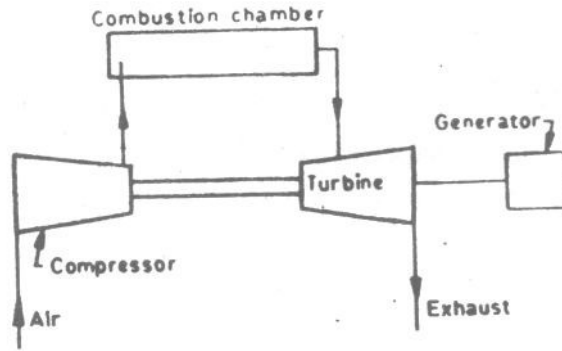 Combustion chamber
Generator
Turbine
Compressor
Air
Exhaust